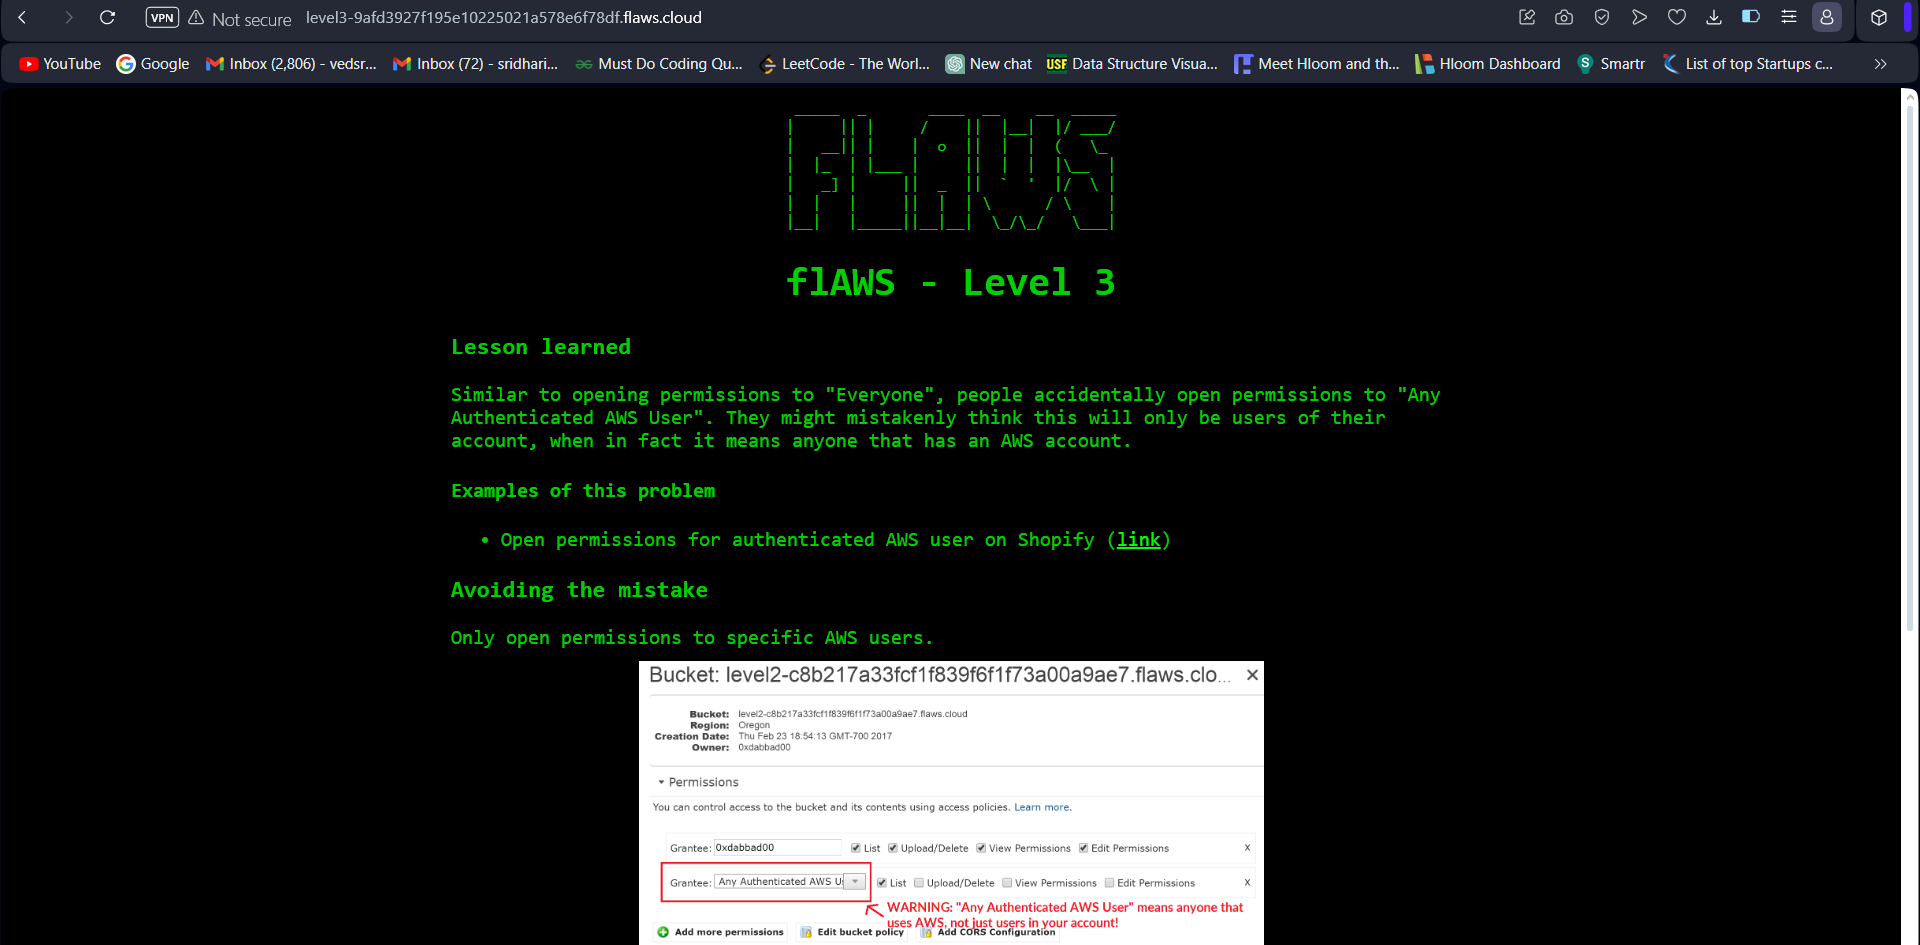 VPN Not secure level3-9afd3927f195e10225021a578e6f78df.flaws.cloud
YouTube Google Inbox (2,806) - vedsr... Inbox (72) - sridhari... Must Do Coding Qu... LeetCode - The Worl... New chat USF Data Structure Visua... Meet Hloom and th... Hloom Dashboard S Smartr List of top Startups c...
FLAWS
flAWS - Level 3
Lesson learned
Similar to opening permissions to "Everyone", people accidentally open permissions to "Any
Authenticated AWS User". They might mistakenly think this will only be users of their
account, when in fact it means anyone that has an AWS account.
Examples of this problem
• Open permissions for authenticated AWS user on Shopify (link)
Avoiding the mistake
Only open permissions to specific AWS users.
Bucket: level2-c8b217a33fcf1f839f6f1f73a00a9ae7.flaws.clo...
Bucket: level2-c8b217a33fcf1f839f6f1f73a00a9ae7.flaws.cloud
Region: Oregon
Creation Date: Thu Feb 23 18:54:13 GMT-700 2017
Owner: 0xdabbad00
Permissions
You can control access to the bucket and its contents using access policies. Learn more.
Grantee: 0xdabbad00 List Upload/Delete View Permissions Edit Permissions x
Grantee: Any Authenticated AWS U List Upload/Delete View Permissions Edit Permissions x
WARNING: "Any Authenticated AWS User" means anyone that
uses AWS, not just users in your account!
Add more permissions Edit bucket policy Add CORS Configuration